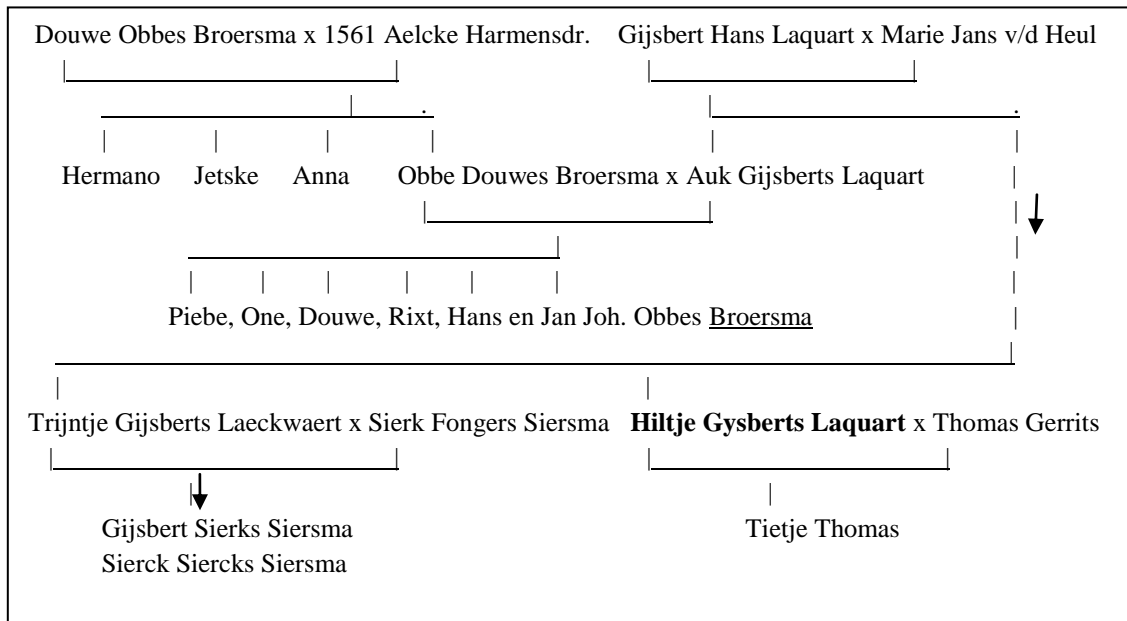 Douwe Obbes Broersma x 1561 Aelcke Harmensdr. Gijsbert Hans Laquart x Marie Jans v/d Heul
Hermano Jetske Anna Obbe Douwes Broersma x Auk Gijsberts Laquart
Piebe, One, Douwe, Rixt, Hans en Jan Joh. Obbes Broersma
Trijntje Gijsberts Laeckwaert x Sierk Fongers Siersma Hiltje Gysberts Laquart x Thomas Gerrits
Gijsbert Sierks Siersma Tietje Thomas
Sierck Siercks Siersma